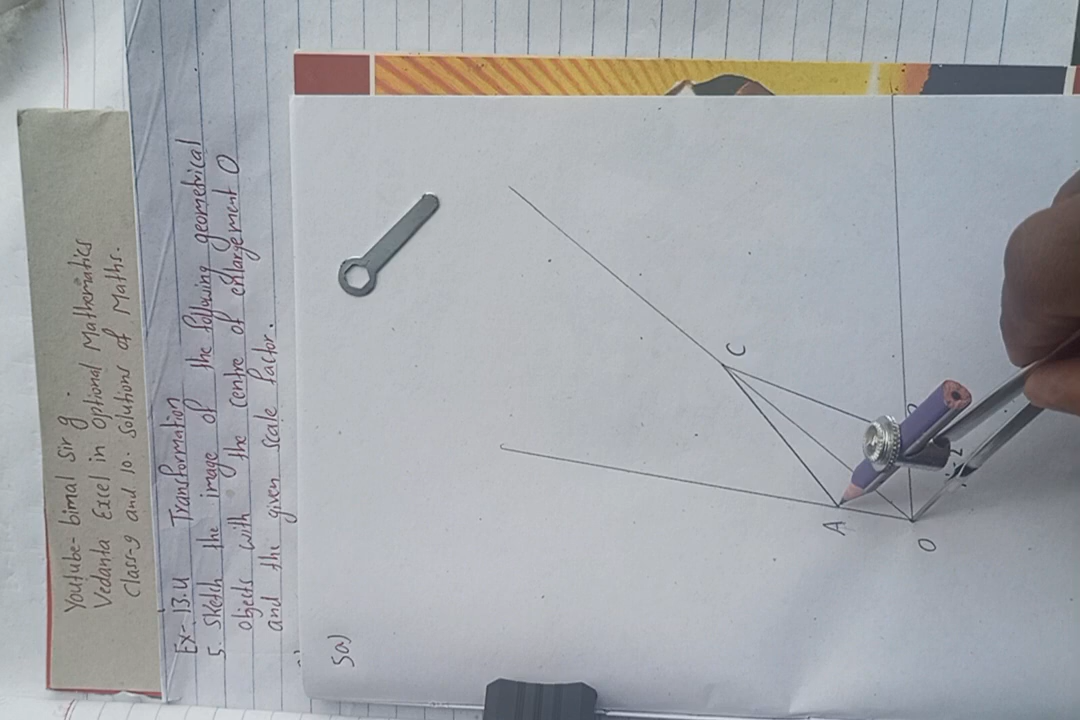 Youtube- bimal Sir g
Vedanta Excel in Optional Mathematics
Class-9 and 10. Solutions of Maths.
Ex- 13.4 Transformation
5. Sketch the image of the following geometrical
objects with the centre of enlargement O
and the given scale factor.
5a)
C
A
O